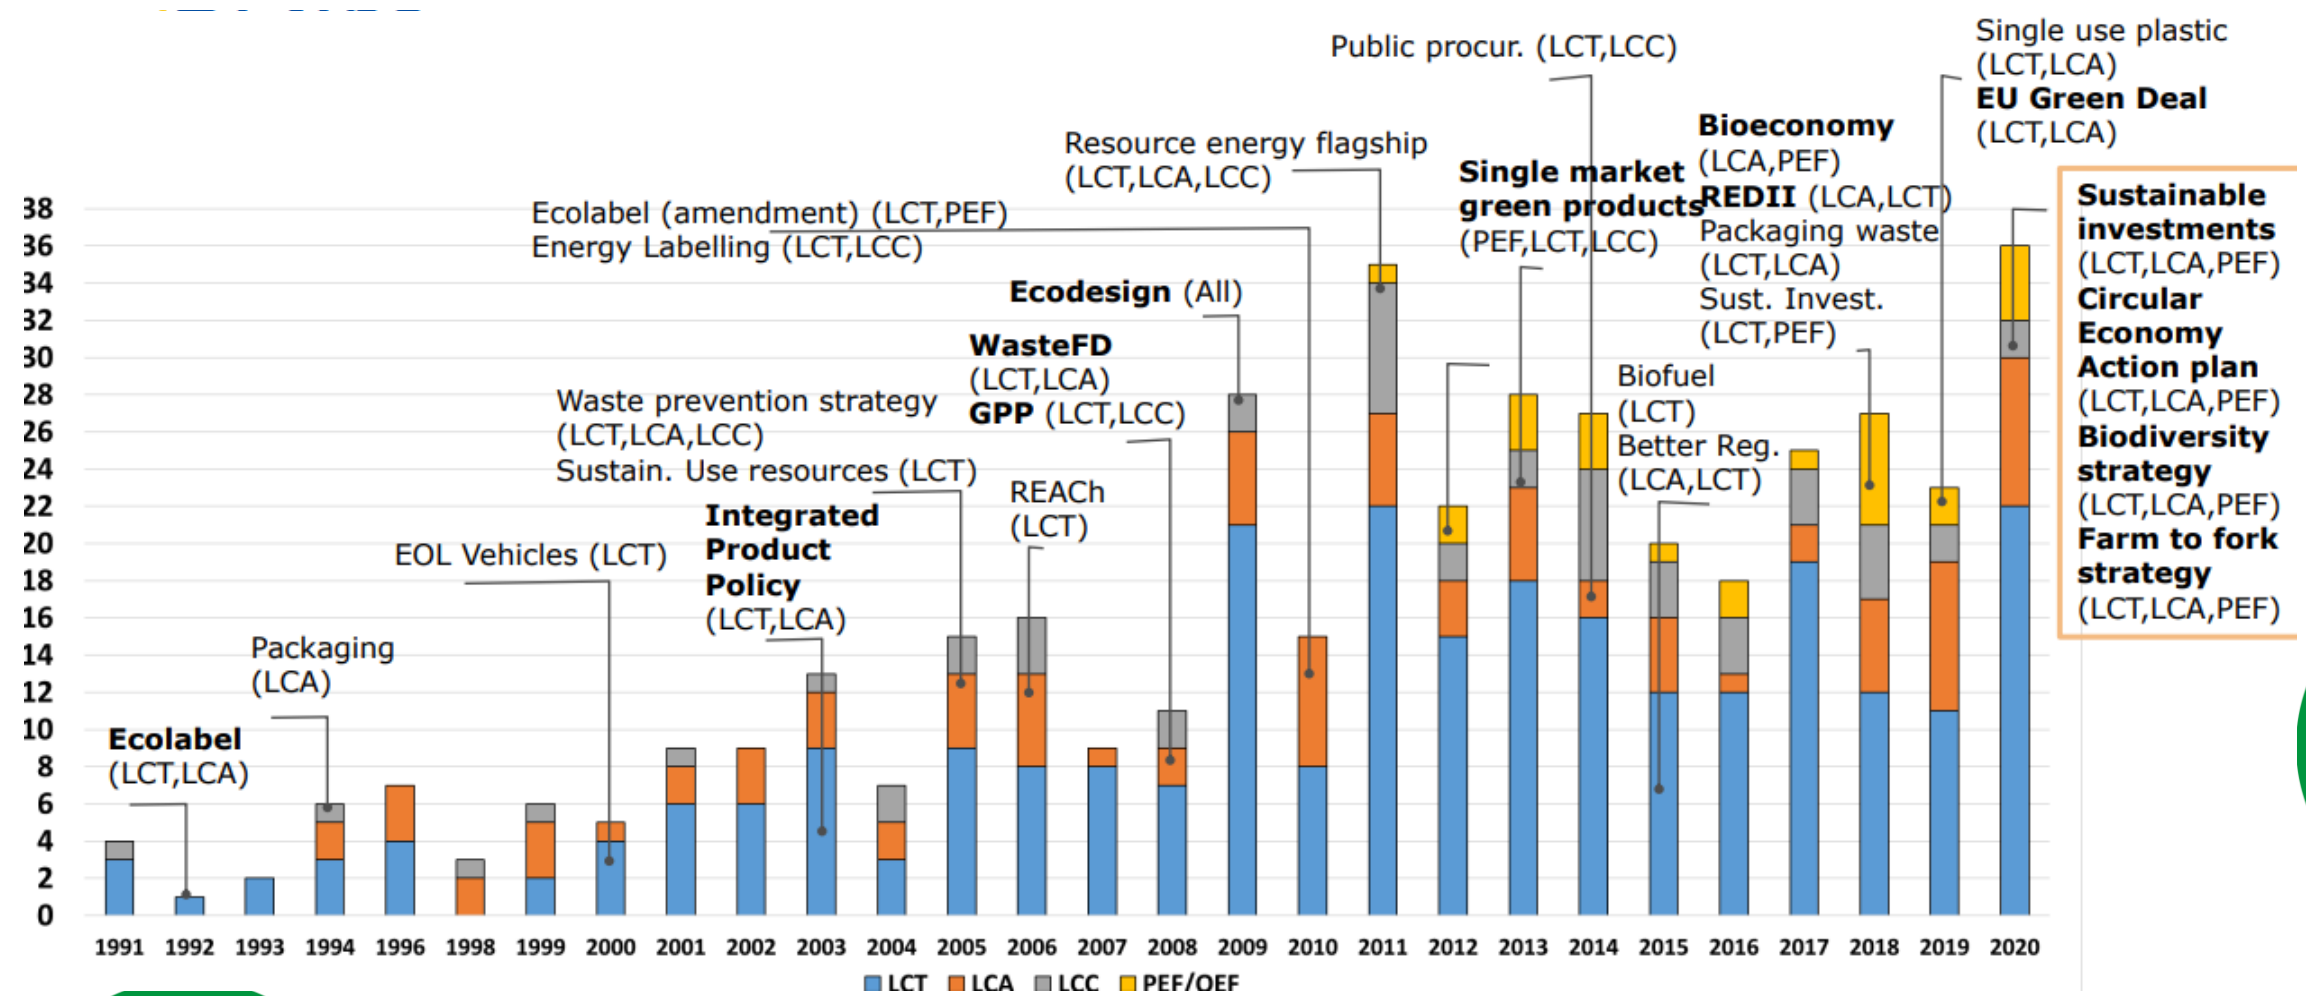 Single use plastic
(LCT,LCA)
EU Green Deal
(LCT,LCA)
Public procur. (LCT,LCC)
Bioeconomy
(LCA,PEF)
REDII (LCA,LCT)
Packaging waste
(LCT,LCA)
Sust. Invest.
(LCT,PEF)
Resource energy flagship
(LCT,LCA,LCC)
Single market
green products
(PEF,LCT,LCC)
Sustainable
investments
(LCT,LCA,PEF)
Circular
Economy
Action plan
(LCT,LCA,PEF)
Biodiversity
strategy
(LCT,LCA,PEF)
Farm to fork
strategy
(LCT,LCA,PEF)
Ecolabel (amendment) (LCT,PEF)
Energy Labelling (LCT,LCC)
Ecodesign (All)
WasteFD
(LCT,LCA)
GPP (LCT,LCC)
Biofuel
(LCT)
Better Reg.
(LCA,LCT)
Waste prevention strategy
(LCT,LCA,LCC)
Sustain. Use resources (LCT)
REACh
(LCT)
Integrated
Product
Policy
(LCT,LCA)
EOL Vehicles (LCT)
Packaging
(LCA)
Ecolabel
(LCT,LCA)
38
36
34
32
30
28
26
24
22
20
18
16
14
12
10
8
6
4
2
0
1991 1992 1993 1994 1996 1998 1999 2000 2001 2002 2003 2004 2005 2006 2007 2008 2009 2010 2011 2012 2013 2014 2015 2016 2017 2018 2019 2020
LCT LCA LCC PEF/OEF